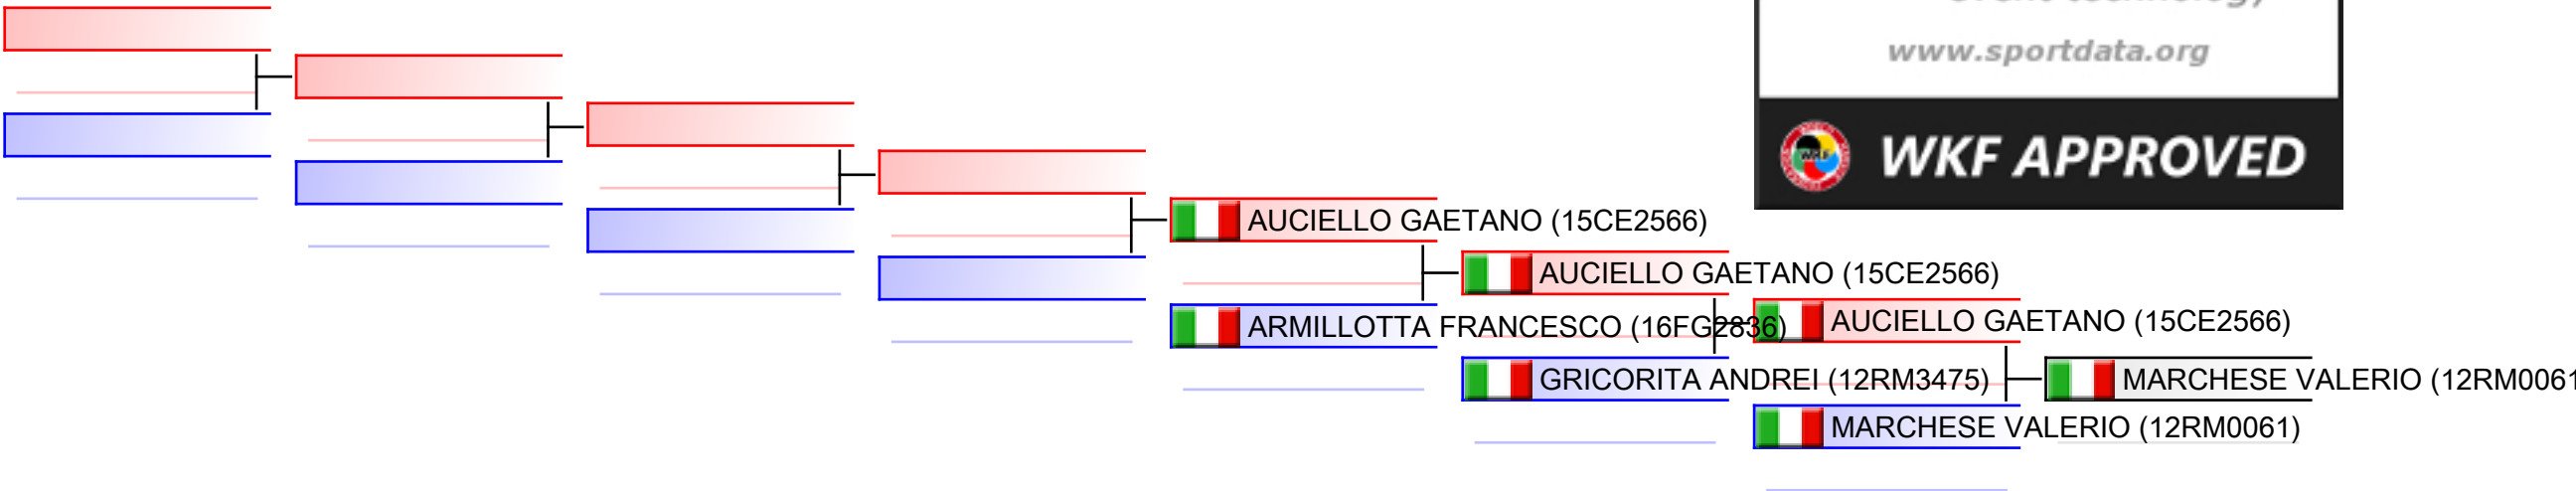 www.sportdata.org
WKF APPROVED
AUCIELLO GAETANO (15CE2566)
AUCIELLO GAETANO (15CE2566)
ARMILLOTTA FRANCESCO (16FG2836)
AUCIELLO GAETANO (15CE2566)
GRICORITA ANDREI (12RM3475)
MARCHESE VALERIO (12RM0061
MARCHESE VALERIO (12RM0061)